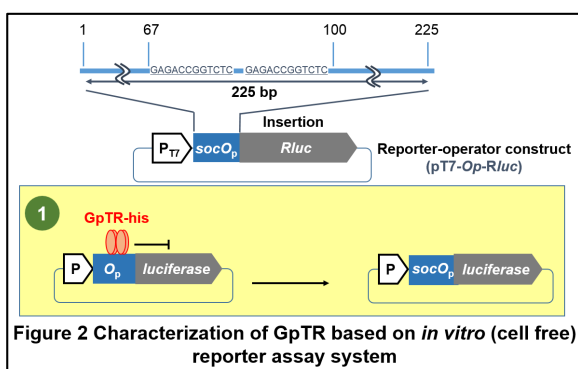 1 67 100 225
GAGACCGGTCTC GAGACCGGTCTC
225 bp
Insertion
PT7 socOp Rluc
Reporter-operator construct
(pT7-Op-Rluc)
1
GpTR-his
P Op luciferase
P socOp luciferase
Figure 2 Characterization of GpTR based on in vitro (cell free)
reporter assay system